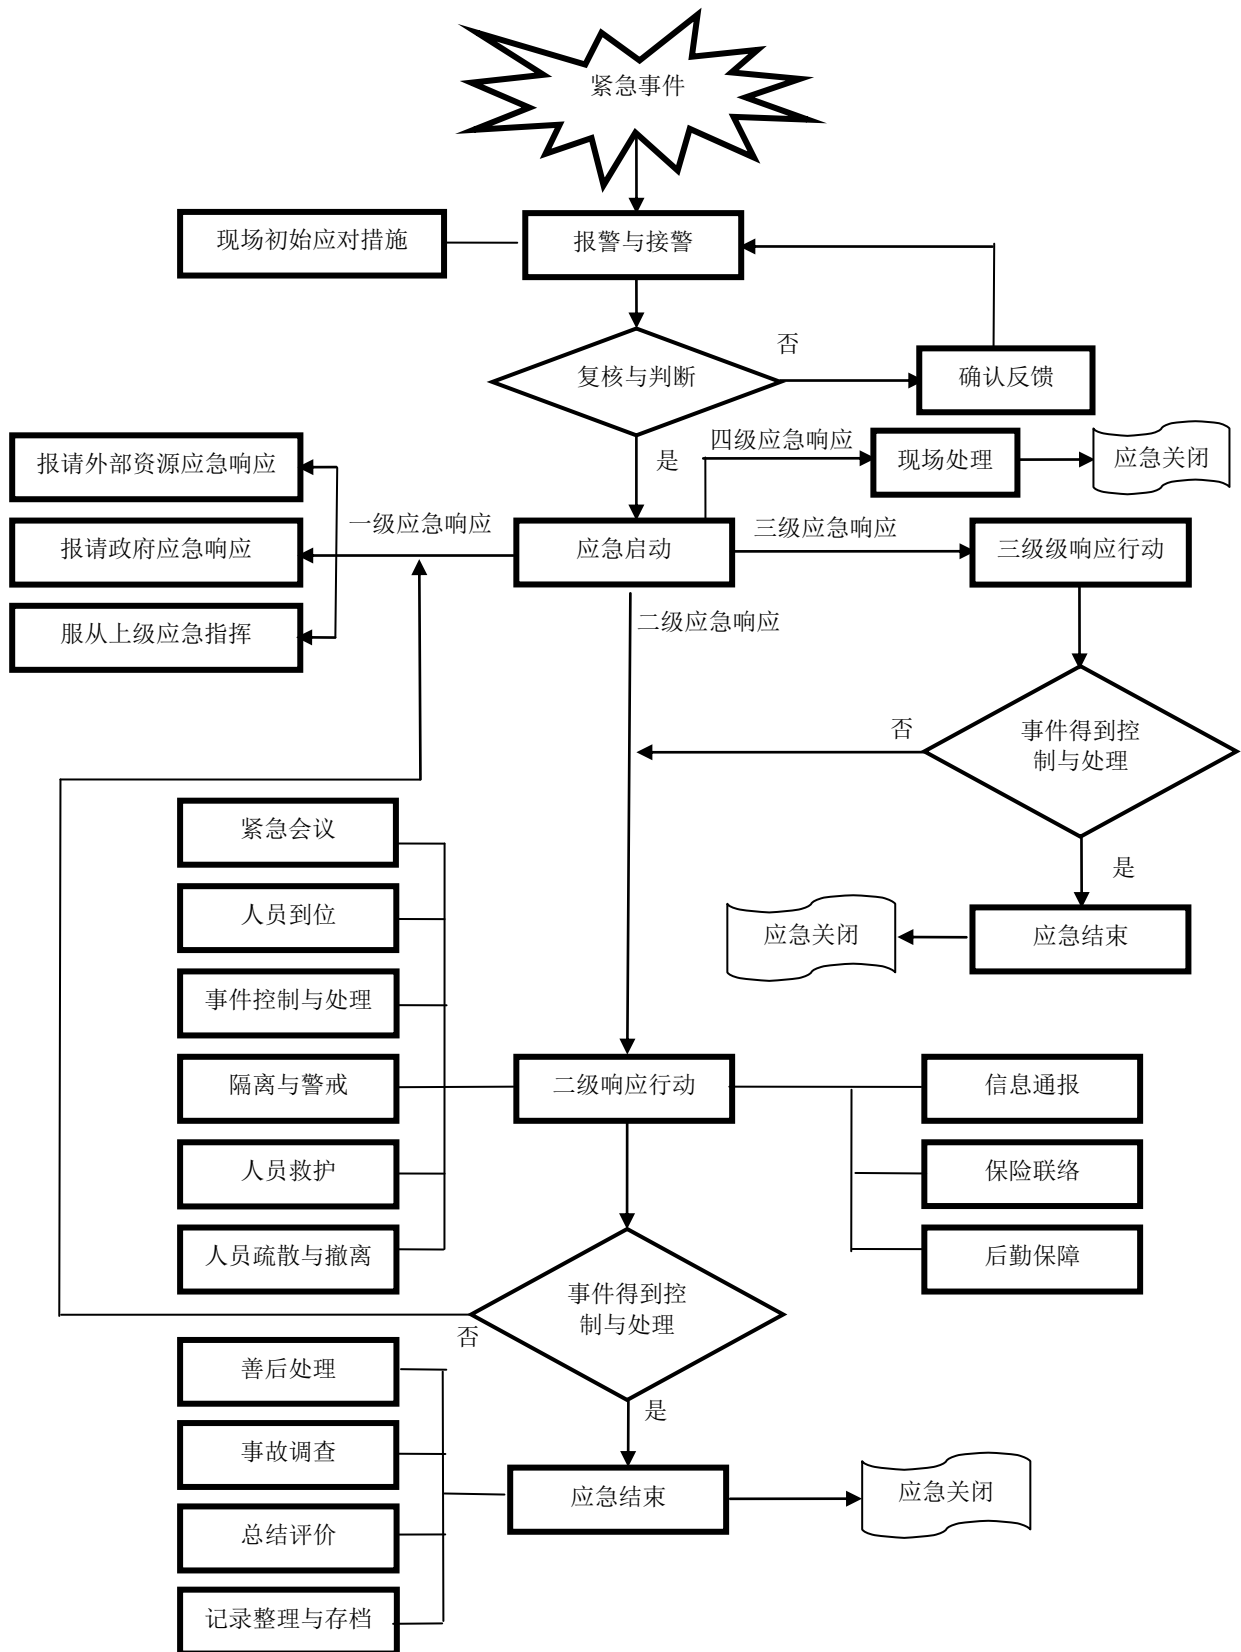 紧急事件
现场初始应对措施
报警与接警
否
复核与判断
确认反馈
四级应急响应
报请外部资源应急响应
是
现场处理
应急关闭
一级应急响应
三级应急响应
报请政府应急响应
应急启动
三级级响应行动
服从上级应急指挥
二级应急响应
否
事件得到控
制与处理
紧急会议
是
人员到位
应急关闭
应急结束
事件控制与处理
隔离与警戒
二级响应行动
信息通报
人员救护
保险联络
人员疏散与撤离
后勤保障
事件得到控
制与处理
否
善后处理
是
事故调查
应急结束
应急关闭
总结评价
记录整理与存档